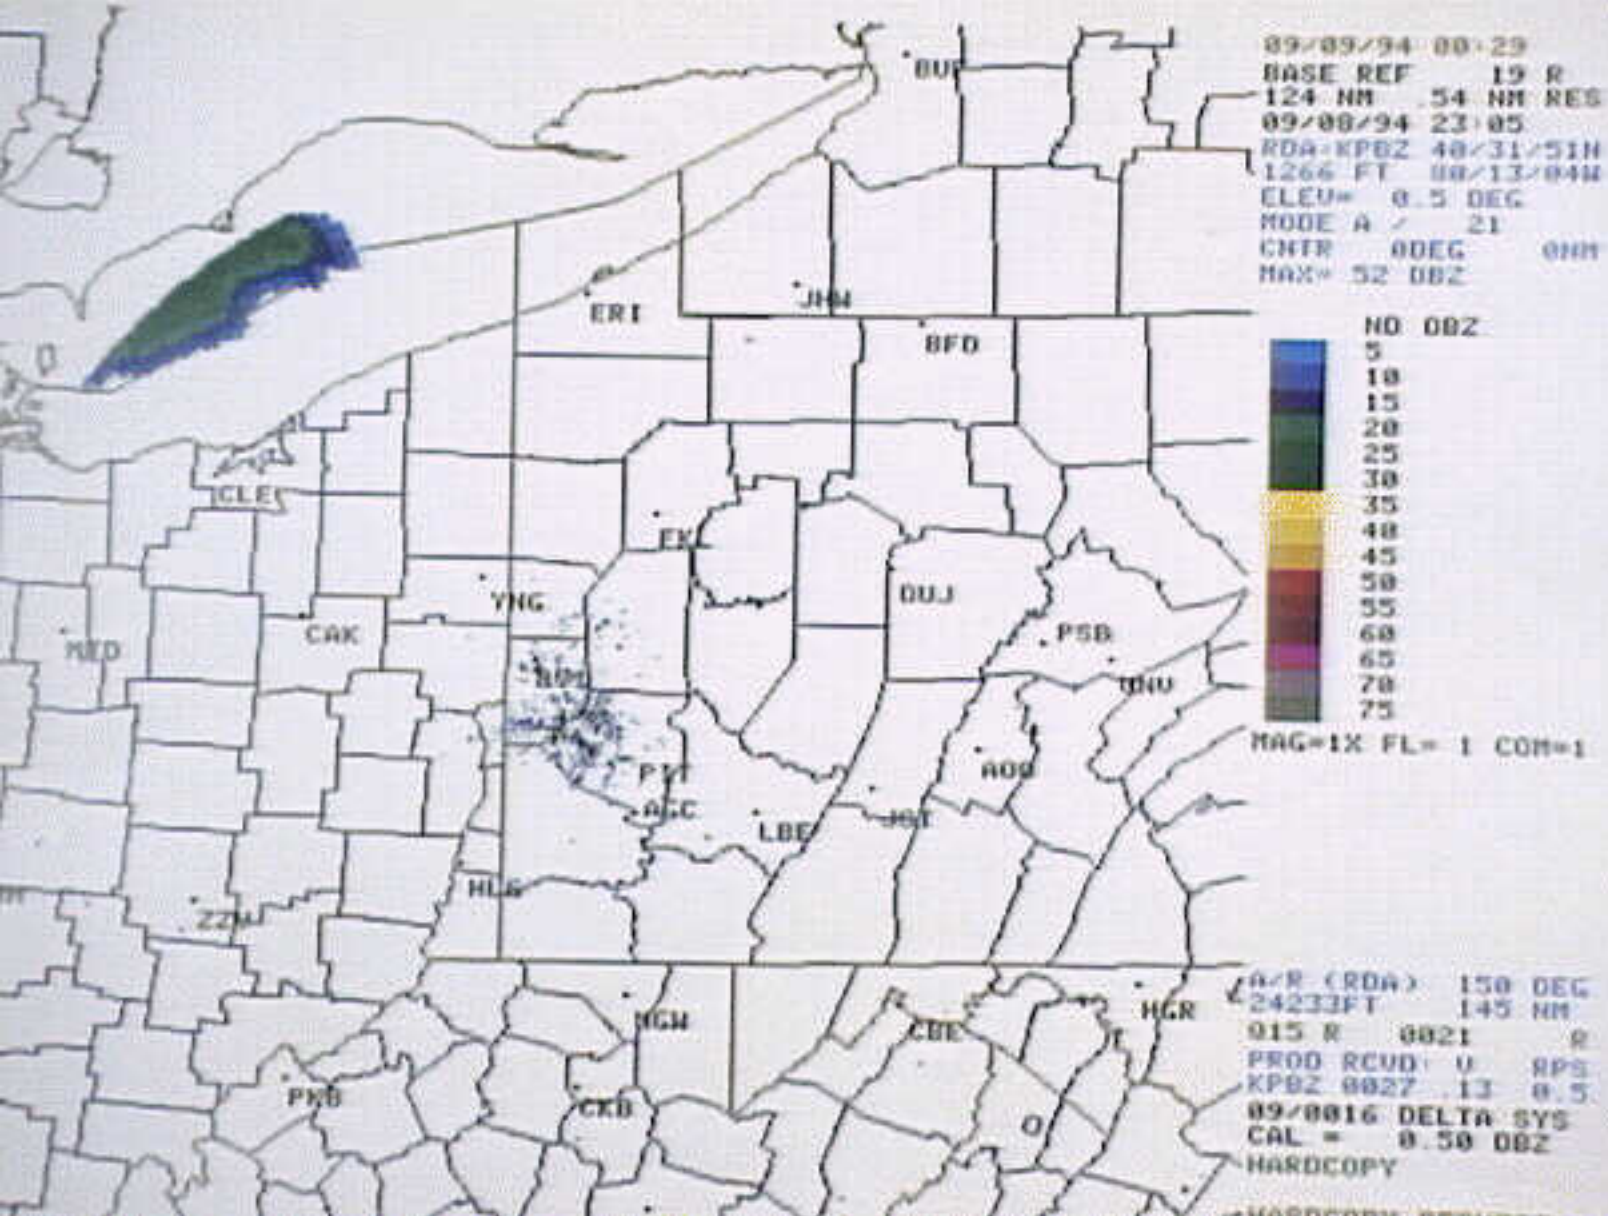 09/09/94 00:29
BASE REF 19 R
124 NM .54 NM RES
09/08/94 23:05
RDA:KPBZ 40/31/51N
1266 FT 80/13/04W
ELEV= 0.5 DEG
MODE A / 21
CNTR 0DEG 0NM
MAX= 52 DBZ
ND DBZ
5
10
15
20
25
30
35
40
45
50
55
60
65
70
75
MAG=1X FL= 1 COM=1
BUF
ERI
JHW
BFD
CLE
FKL
YNG
DUJ
CAK
PSB
MFD
BVI
UNV
PIT
AOO
AGC
LBE
JST
HLG
ZZV
HGR
MGW
CBE
PKB
CKB
A/R (RDA) 150 DEG
24233FT 145 NM
Q15 R 0021 R
PROD RCVD: V RPS
KPBZ 0027 .13 0.5
09/0016 DELTA SYS
CAL = 0.50 DBZ
HARDCOPY